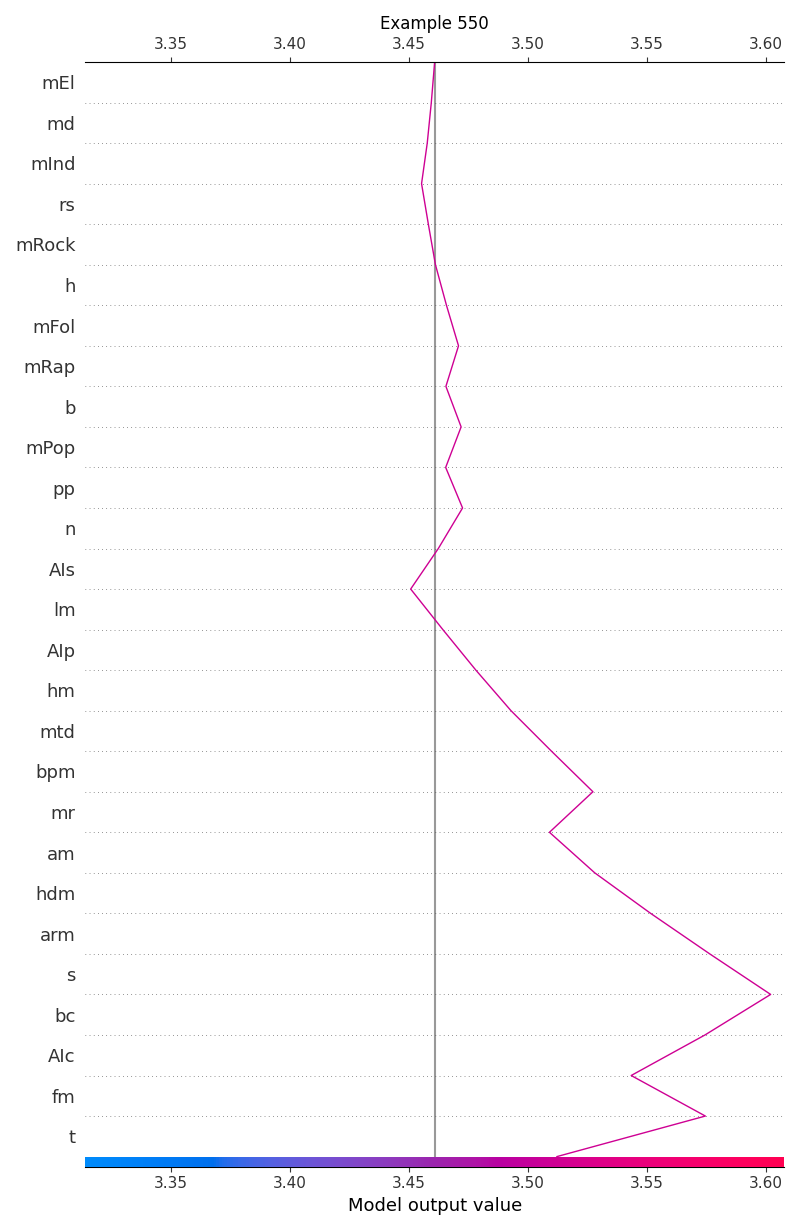 Example 550
3.35 3.40 3.45 3.50 3.55 3.60
mEl
md
mInd
rs
mRock
h
mFol
mRap
b
mPop
pp
n
AIs
lm
AIp
hm
mtd
bpm
mr
am
hdm
arm
s
bc
AIc
fm
t
3.35 3.40 3.45 3.50 3.55 3.60
Model output value